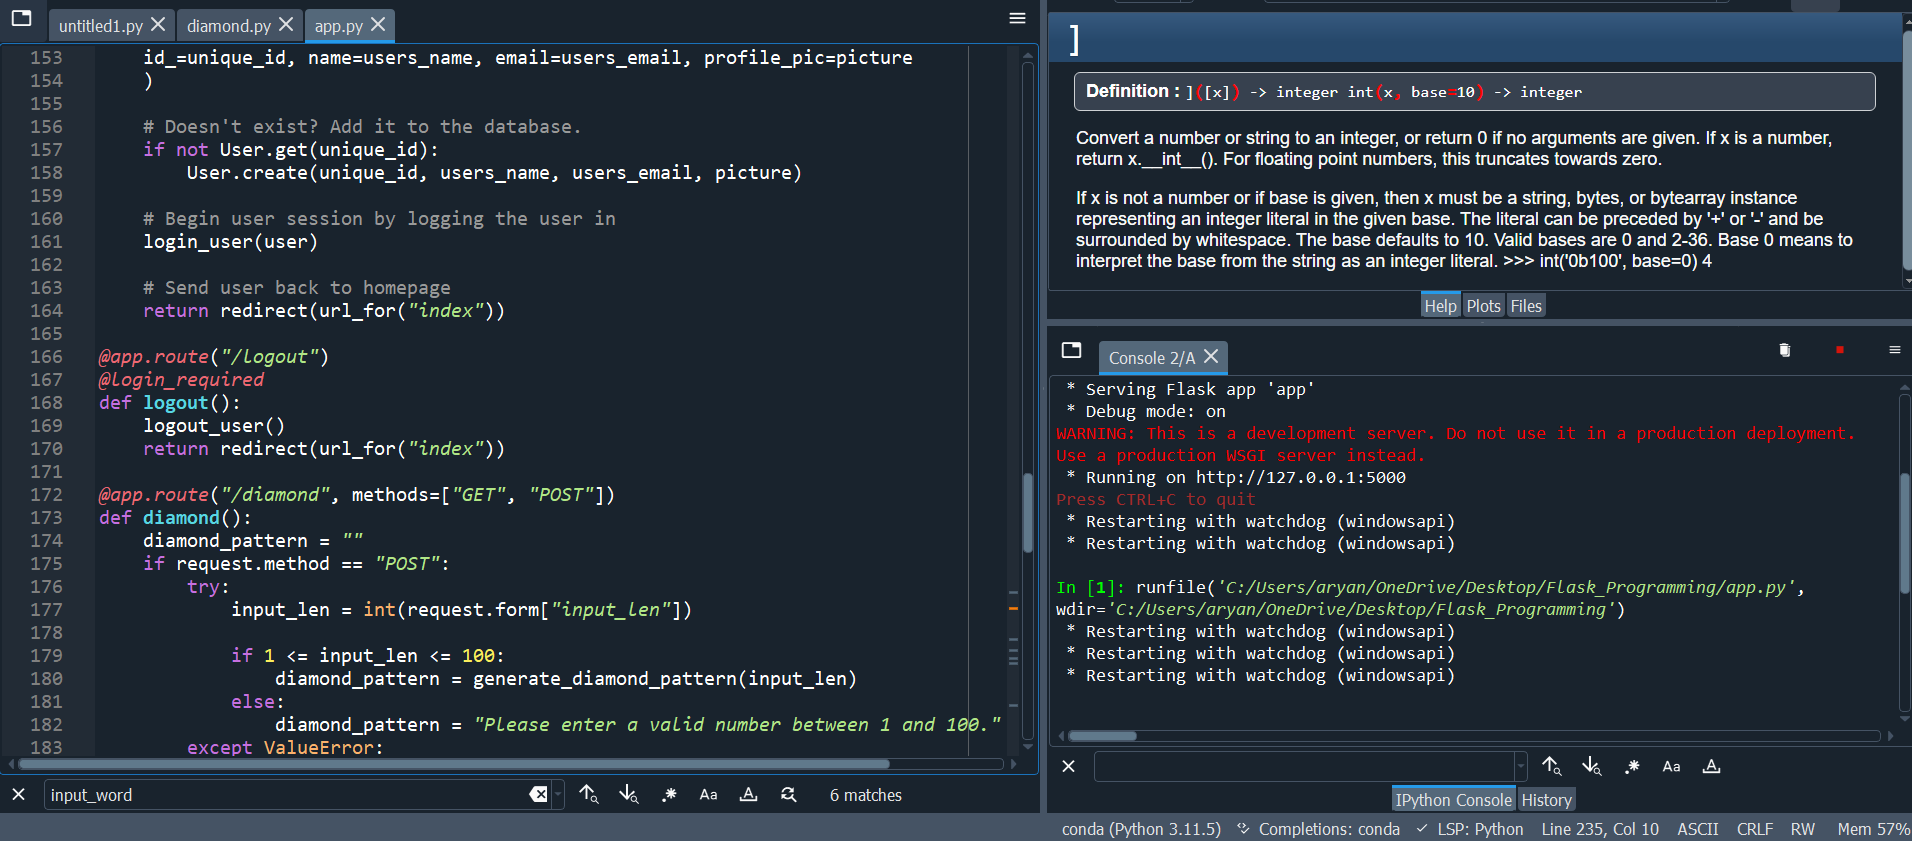 untitled1.py
diamond.py
app.py
153 id_=unique_id, name=users_name, email=users_email, profile_pic=picture
154 )
155
156 # Doesn't exist? Add it to the database.
157 if not User.get(unique_id):
158 User.create(unique_id, users_name, users_email, picture)
159
160 # Begin user session by logging the user in
161 login_user(user)
162
163 # Send user back to homepage
164 return redirect(url_for("index"))
165
166 @app.route("/logout")
167 @login_required
168 def logout():
169 logout_user()
170 return redirect(url_for("index"))
171
172 @app.route("/diamond", methods=["GET", "POST"])
173 def diamond():
174 diamond_pattern = ""
175 if request.method == "POST":
176 try:
177 input_len = int(request.form["input_len"])
178
179 if 1 <= input_len <= 100:
180 diamond_pattern = generate_diamond_pattern(input_len)
181 else:
182 diamond_pattern = "Please enter a valid number between 1 and 100."
183 except ValueError:
input_word
.*
Aa
A
6 matches
]
Definition : ]([x]) -> integer int(x, base=10) -> integer
Convert a number or string to an integer, or return 0 if no arguments are given. If x is a number,
return x.__int__(). For floating point numbers, this truncates towards zero.
If x is not a number or if base is given, then x must be a string, bytes, or bytearray instance
representing an integer literal in the given base. The literal can be preceded by '+' or '-' and be
surrounded by whitespace. The base defaults to 10. Valid bases are 0 and 2-36. Base 0 means to
interpret the base from the string as an integer literal. >>> int('0b100', base=0) 4
Help
Plots
Files
Console 2/A
* Serving Flask app 'app'
* Debug mode: on
WARNING: This is a development server. Do not use it in a production deployment.
Use a production WSGI server instead.
* Running on http://127.0.0.1:5000
Press CTRL+C to quit
* Restarting with watchdog (windowsapi)
* Restarting with watchdog (windowsapi)
In [1]: runfile('C:/Users/aryan/OneDrive/Desktop/Flask_Programming/app.py',
wdir='C:/Users/aryan/OneDrive/Desktop/Flask_Programming')
* Restarting with watchdog (windowsapi)
* Restarting with watchdog (windowsapi)
* Restarting with watchdog (windowsapi)
.*
Aa
A
IPython Console
History
conda (Python 3.11.5)
Completions: conda
LSP: Python
Line 235, Col 10
ASCII
CRLF
RW
Mem 57%